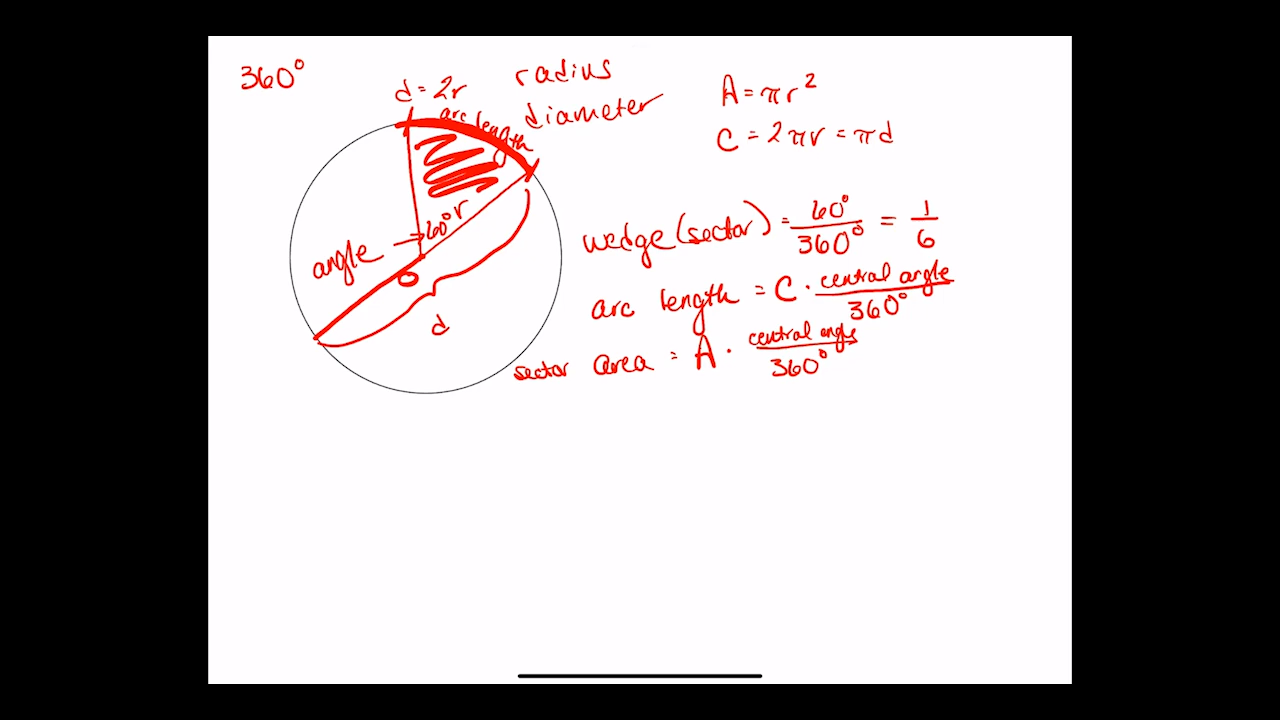 360°
d = 2r
radius
diameter
arc length
A = πr²
C = 2πr = πd
60°
r
angle
O
d
wedge (sector) = 60°/360° = 1/6
arc length = C · central angle/360°
sector area = A · central angle/360°